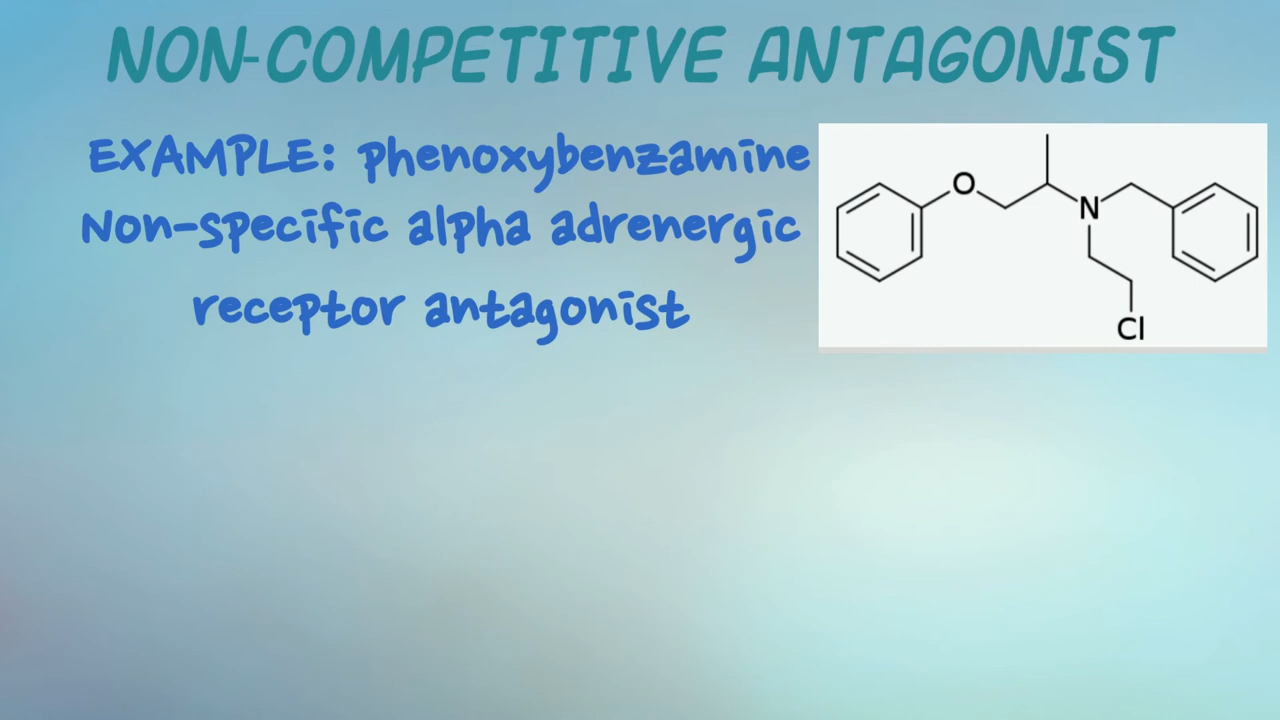 NON-COMPETITIVE ANTAGONIST
EXAMPLE: phenoxybenzamine
Non-specific alpha adrenergic
receptor antagonist
O
N
Cl